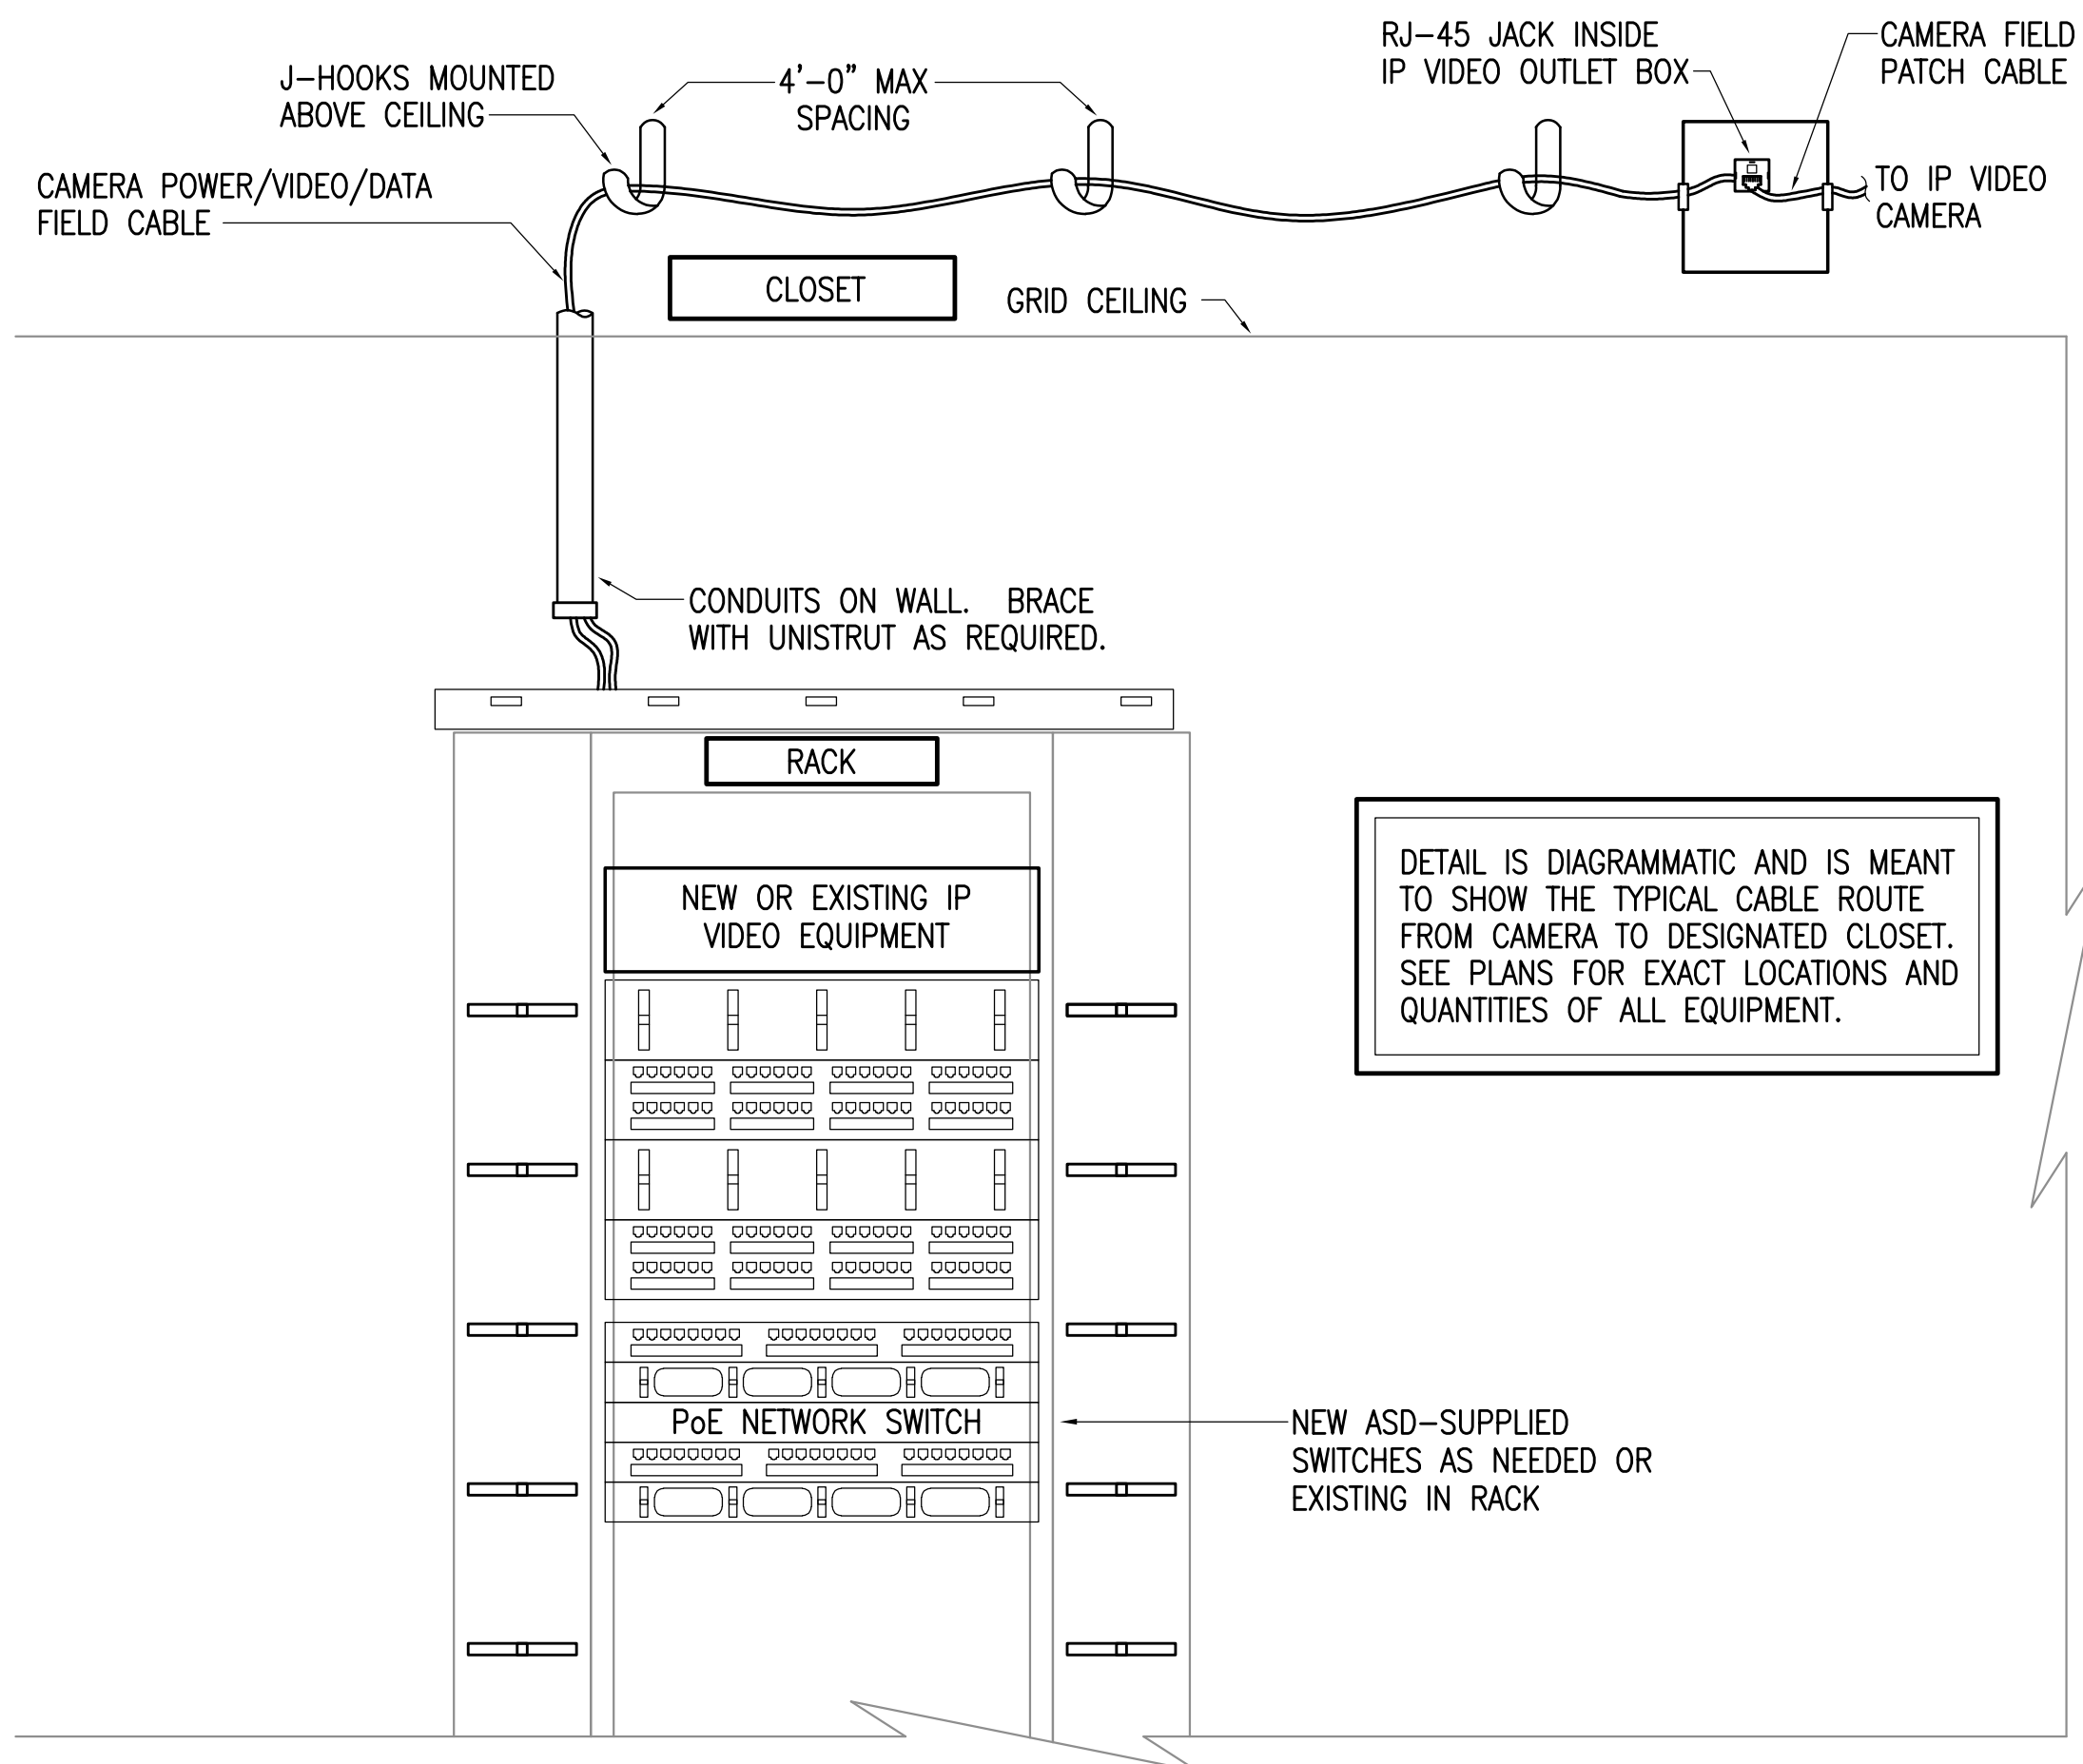 J-HOOKS MOUNTED
ABOVE CEILING
4'-0" MAX
SPACING
RJ-45 JACK INSIDE
IP VIDEO OUTLET BOX
CAMERA FIELD
PATCH CABLE
CAMERA POWER/VIDEO/DATA
FIELD CABLE
TO IP VIDEO
CAMERA
CLOSET
GRID CEILING
CONDUITS ON WALL. BRACE
WITH UNISTRUT AS REQUIRED.
RACK
NEW OR EXISTING IP
VIDEO EQUIPMENT
DETAIL IS DIAGRAMMATIC AND IS MEANT
TO SHOW THE TYPICAL CABLE ROUTE
FROM CAMERA TO DESIGNATED CLOSET.
SEE PLANS FOR EXACT LOCATIONS AND
QUANTITIES OF ALL EQUIPMENT.
PoE NETWORK SWITCH
NEW ASD-SUPPLIED
SWITCHES AS NEEDED OR
EXISTING IN RACK